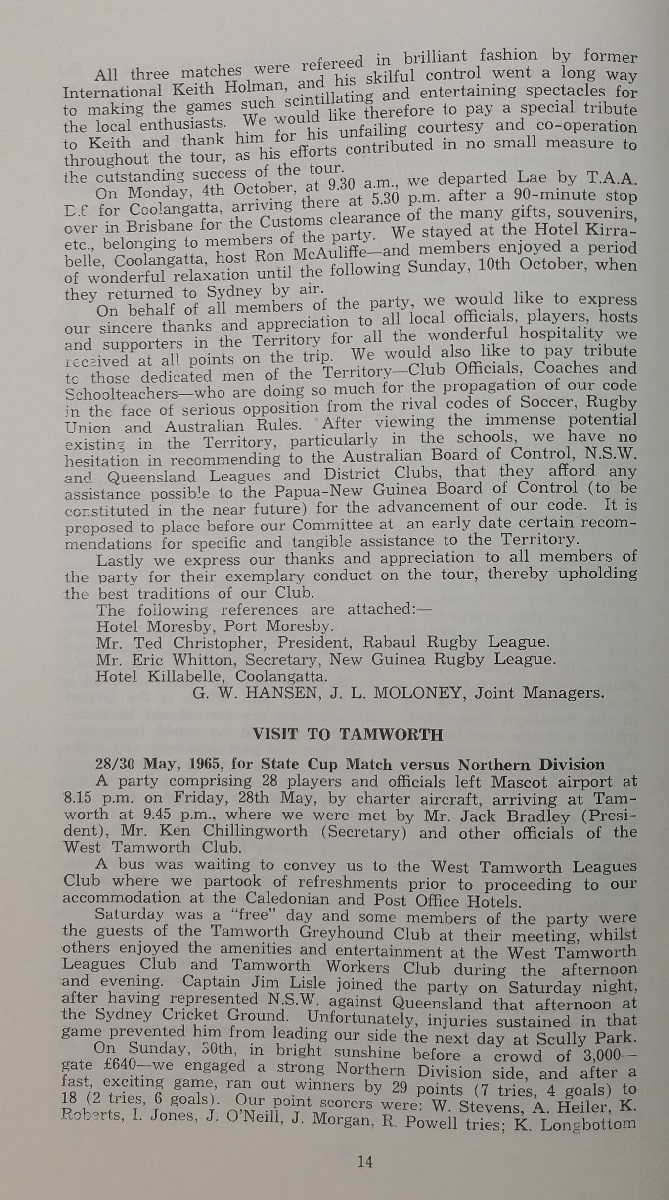 All three matches were refereed in brilliant fashion by former
International Keith Holman, and his skilful control went a long way
to making the games such scintillating and entertaining spectacles for
the local enthusiasts. We would like therefore to pay a special tribute
to Keith and thank him for his unfailing courtesy and co-operation
throughout the tour, as his efforts contributed in no small measure to
the outstanding success of the tour.
On Monday, 4th October, at 9.30 a.m., we departed Lae by T.A.A.
for Coolangatta, arriving there at 5.30 p.m. after a 90-minute stop
over in Brisbane for the Customs clearance of the many gifts, souvenirs,
etc., belonging to members of the party. We stayed at the Hotel Kirra-
belle, Coolangatta, host Ron McAuliffe—and members enjoyed a period
of wonderful relaxation until the following Sunday, 10th October, when
they returned to Sydney by air.
On behalf of all members of the party, we would like to express
our sincere thanks and appreciation to all local officials, players, hosts
and supporters in the Territory for all the wonderful hospitality we
received at all points on the trip. We would also like to pay tribute
to those dedicated men of the Territory—Club Officials, Coaches and
Schoolteachers—who are doing so much for the propagation of our code
in the face of serious opposition from the rival codes of Soccer, Rugby
Union and Australian Rules. After viewing the immense potential
existing in the Territory, particularly in the schools, we have no
hesitation in recommending to the Australian Board of Control, N.S.W.
and Queensland Leagues and District Clubs, that they afford any
assistance possible to the Papua-New Guinea Board of Control (to be
constituted in the near future) for the advancement of our code. It is
proposed to place before our Committee at an early date certain recom-
mendations for specific and tangible assistance to the Territory.
Lastly we express our thanks and appreciation to all members of
the party for their exemplary conduct on the tour, thereby upholding
the best traditions of our Club.
The following references are attached:—
Hotel Moresby, Port Moresby.
Mr. Ted Christopher, President, Rabaul Rugby League.
Mr. Eric Whitton, Secretary, New Guinea Rugby League.
Hotel Killabelle, Coolangatta.
G. W. HANSEN, J. L. MOLONEY, Joint Managers.
VISIT TO TAMWORTH
28/30 May, 1965, for State Cup Match versus Northern Division
A party comprising 28 players and officials left Mascot airport at
8.15 p.m. on Friday, 28th May, by charter aircraft, arriving at Tam-
worth at 9.45 p.m., where we were met by Mr. Jack Bradley (Presi-
dent), Mr. Ken Chillingworth (Secretary) and other officials of the
West Tamworth Club.
A bus was waiting to convey us to the West Tamworth Leagues
Club where we partook of refreshments prior to proceeding to our
accommodation at the Caledonian and Post Office Hotels.
Saturday was a "free" day and some members of the party were
the guests of the Tamworth Greyhound Club at their meeting, whilst
others enjoyed the amenities and entertainment at the West Tamworth
Leagues Club and Tamworth Workers Club during the afternoon
and evening. Captain Jim Lisle joined the party on Saturday night,
after having represented N.S.W. against Queensland that afternoon at
the Sydney Cricket Ground. Unfortunately, injuries sustained in that
game prevented him from leading our side the next day at Scully Park.
On Sunday, 30th, in bright sunshine before a crowd of 3,000—
gate £640—we engaged a strong Northern Division side, and after a
fast, exciting game, ran out winners by 29 points (7 tries, 4 goals) to
18 (2 tries, 6 goals). Our point scorers were: W. Stevens, A. Heiler, K.
Roberts, I. Jones, J. O'Neill, J. Morgan, R. Powell tries; K. Longbottom
14